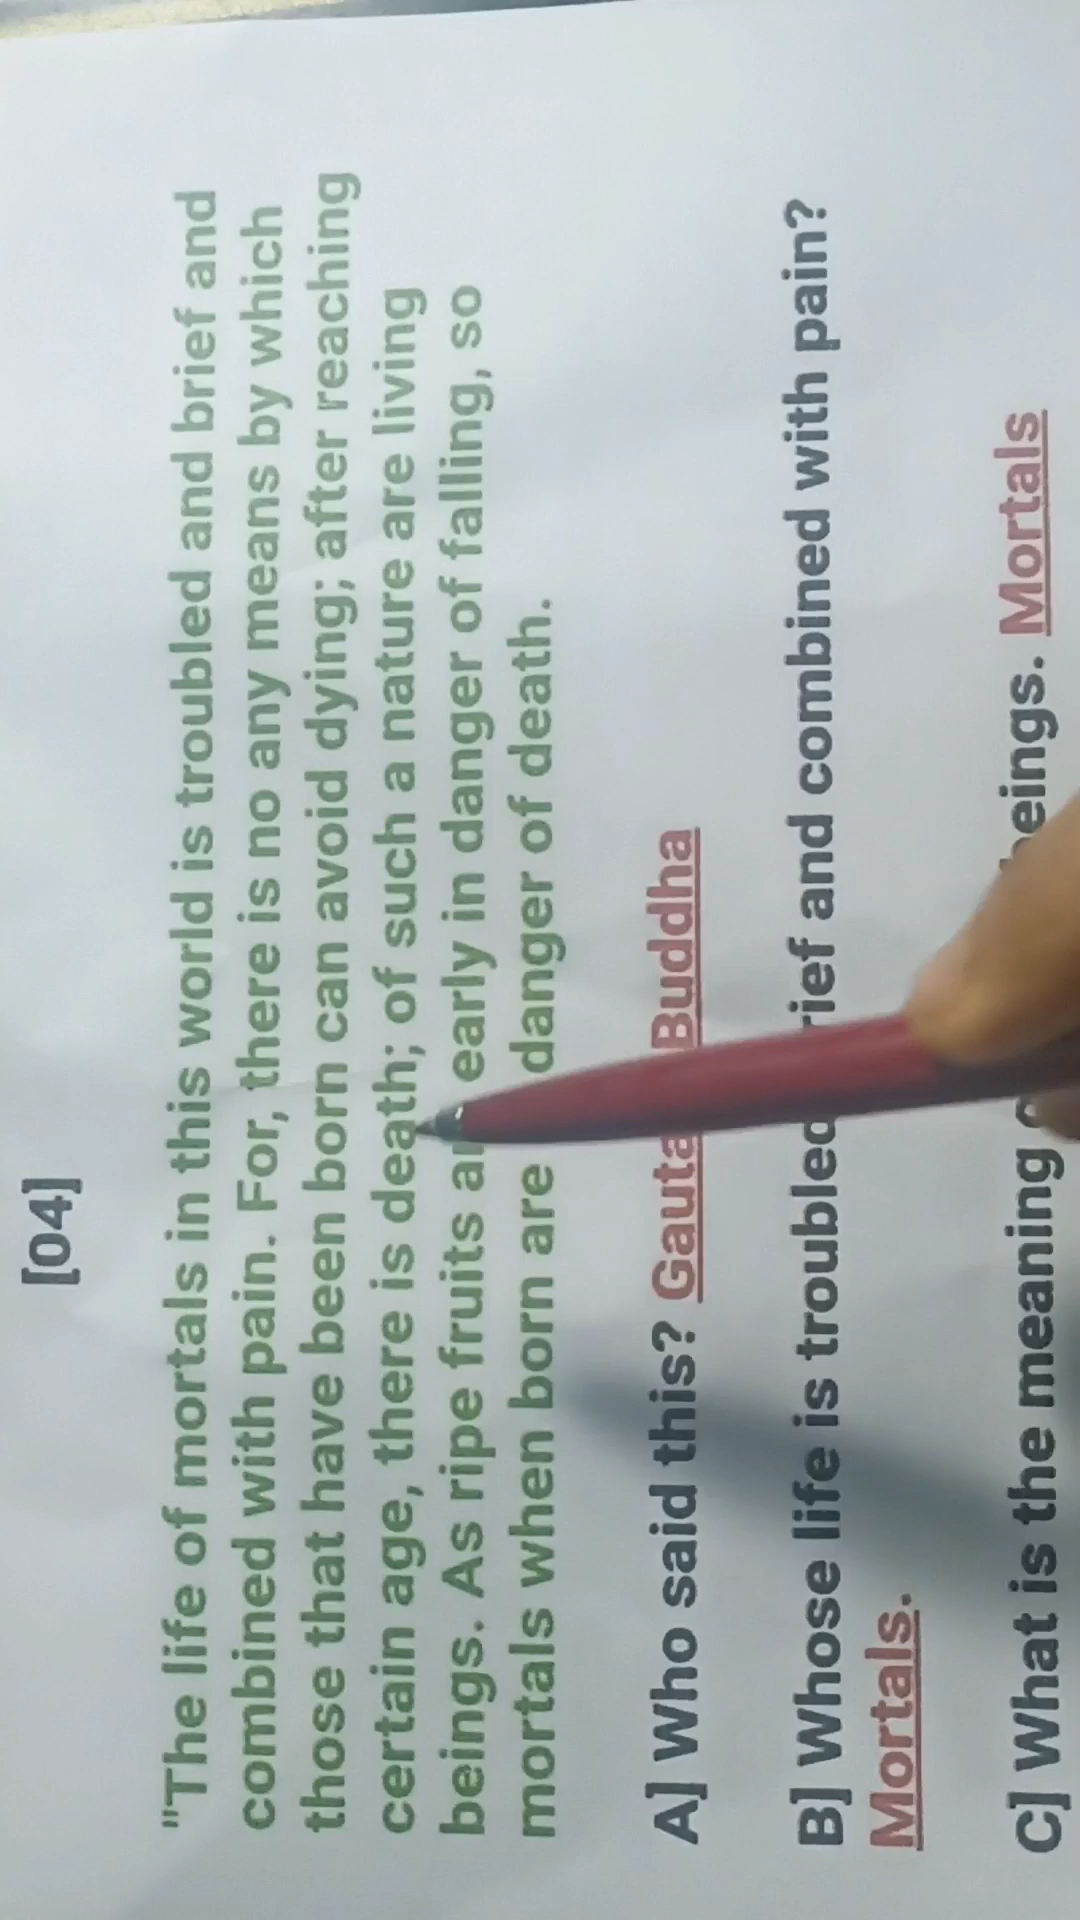 [04]
"The life of mortals in this world is troubled and brief and
combined with pain. For, there is no any means by which
those that have been born can avoid dying; after reaching
certain age, there is death; of such a nature are living
beings. As ripe fruits are early in danger of falling, so
mortals when born are danger of death.
A] Who said this? Gautam Buddha
B] Whose life is troubled brief and combined with pain?
Mortals.
C] What is the meaning beings. Mortals